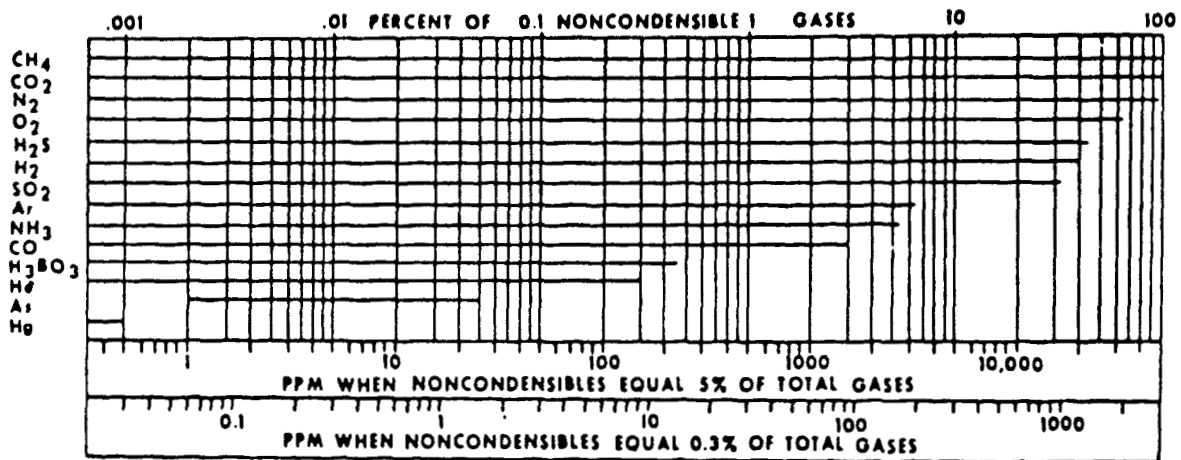 .001 .01 PERCENT OF 0.1 NONCONDENSIBLE 1 GASES 10 100
CH4
CO2
N2
O2
H2S
H2
SO2
Ar
NH3
CO
H3BO3
He
As
Hg
1 10 100 1000 10,000
PPM WHEN NONCONDENSIBLES EQUAL 5% OF TOTAL GASES
0.1 1 10 100 1000
PPM WHEN NONCONDENSIBLES EQUAL 0.3% OF TOTAL GASES